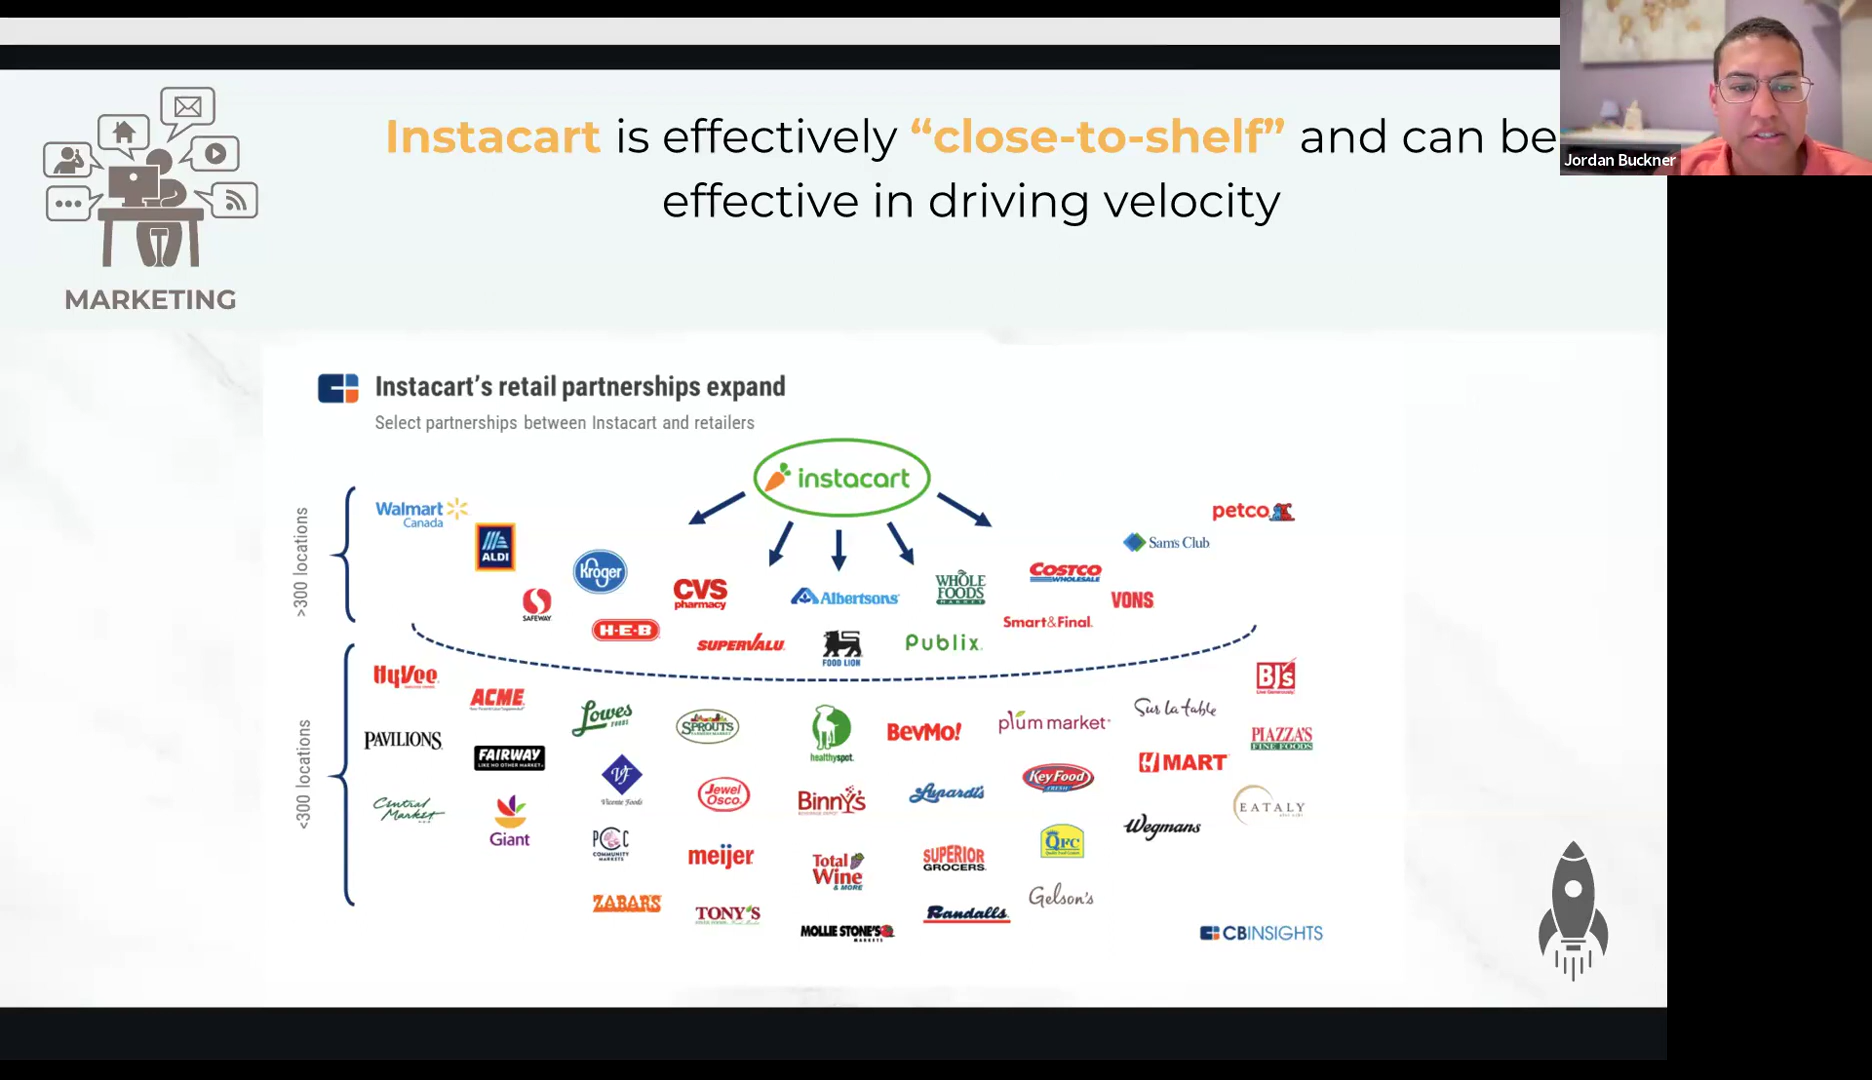 Instacart is effectively “close-to-shelf” and can be
effective in driving velocity
Jordan Buckner
MARKETING
Instacart’s retail partnerships expand
Select partnerships between Instacart and retailers
instacart
>300 locations
Walmart
Canada
ALDI
SAFEWAY
Kroger
H-E-B
CVS
pharmacy
SUPERVALU
Albertsons
FOOD LION
WHOLE
FOODS
MARKET
Publix
COSTCO
WHOLESALE
Smart&Final
VONS
Sam's Club
petco
<300 locations
HyVee
ACME
Lowes
FOODS
SPROUTS
FARMERS MARKET
healthyspot
BevMo!
plum market
Sur la table
BJ's
PAVILIONS
FAIRWAY
LIKE NO OTHER MARKET
VF
Vicente Foods
Jewel
Osco
BINNY'S
Lunardi's
Key Food
FRESH
H MART
PIAZZA'S
FINE FOODS
Central
Market
Giant
PCC
COMMUNITY
MARKETS
meijer
Total
Wine
& MORE
SUPERIOR
GROCERS
QFC
Wegmans
EATALY
ZABAR'S
TONY'S
MOLLIE STONE'S
MARKETS
Randalls
Gelson's
CBINSIGHTS